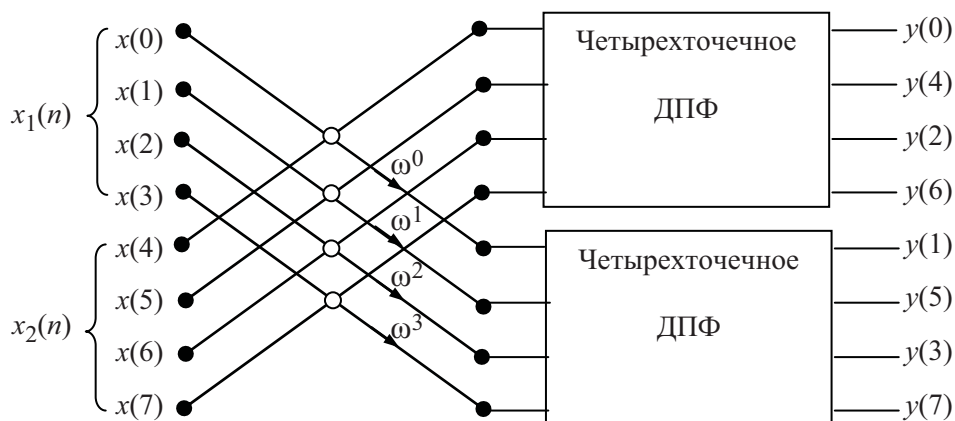 x(0)
x(1)
x(2)
x(3)
x(4)
x(5)
x(6)
x(7)
x₁(n)
x₂(n)
ω⁰
ω¹
ω²
ω³
Четырехточечное
ДПФ
Четырехточечное
ДПФ
y(0)
y(4)
y(2)
y(6)
y(1)
y(5)
y(3)
y(7)